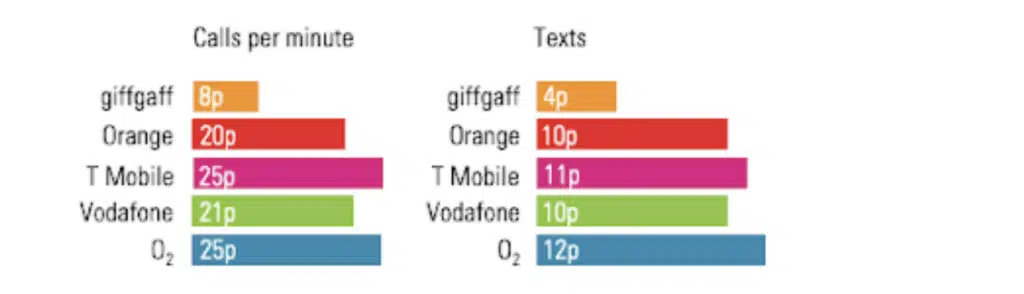 Calls per minute
giffgaff 8p
Orange 20p
T Mobile 25p
Vodafone 21p
O₂ 25p
Texts
giffgaff 4p
Orange 10p
T Mobile 11p
Vodafone 10p
O₂ 12p